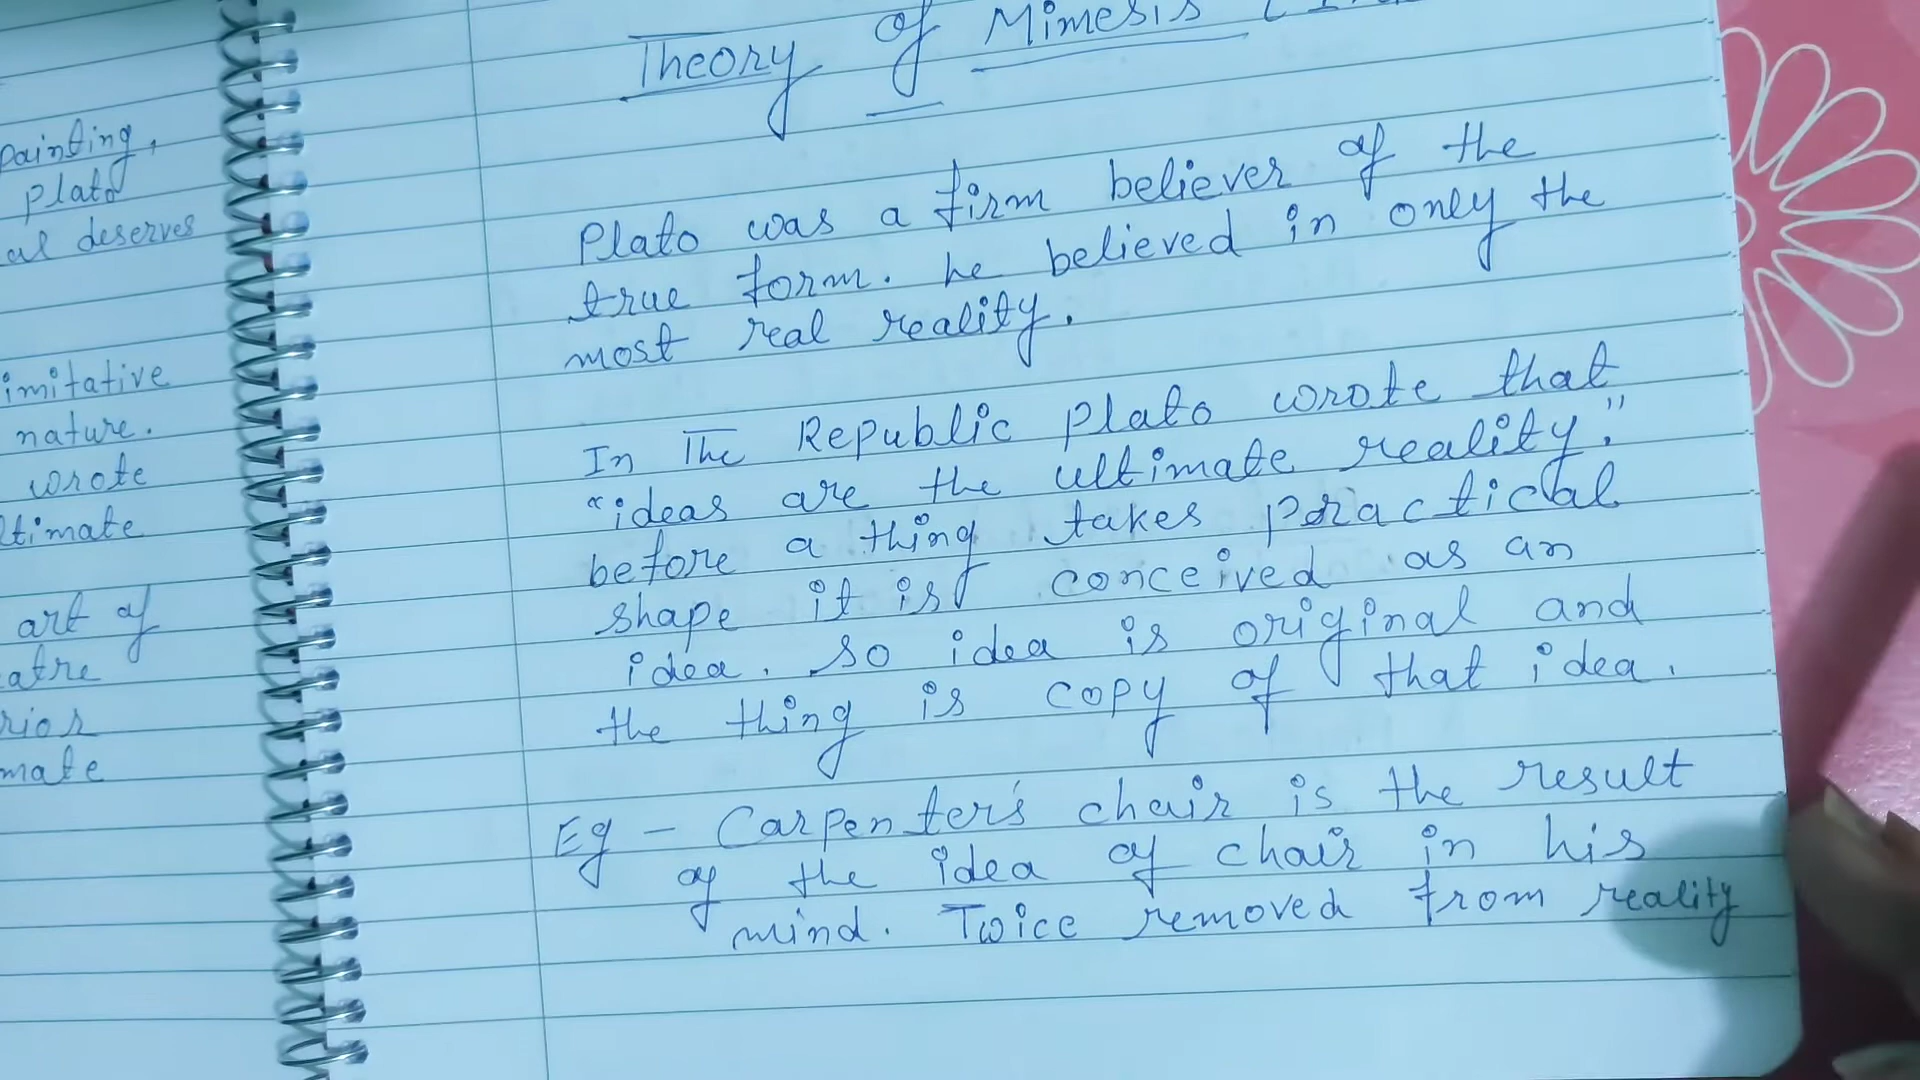 painting,
Plato
al deserves
imitative
nature.
wrote
ltimate
art of
atre
rior
mate
Theory of Mimesis (
Plato was a firm believer of the
true form. he believed in only the
most real reality.
In The Republic Plato wrote that
"ideas are the ultimate reality."
before a thing takes practical
shape it is conceived as an
idea. so idea is original and
the thing is copy of that idea.
Eg - Carpenter's chair is the result
of the idea of chair in his
mind. Twice removed from reality